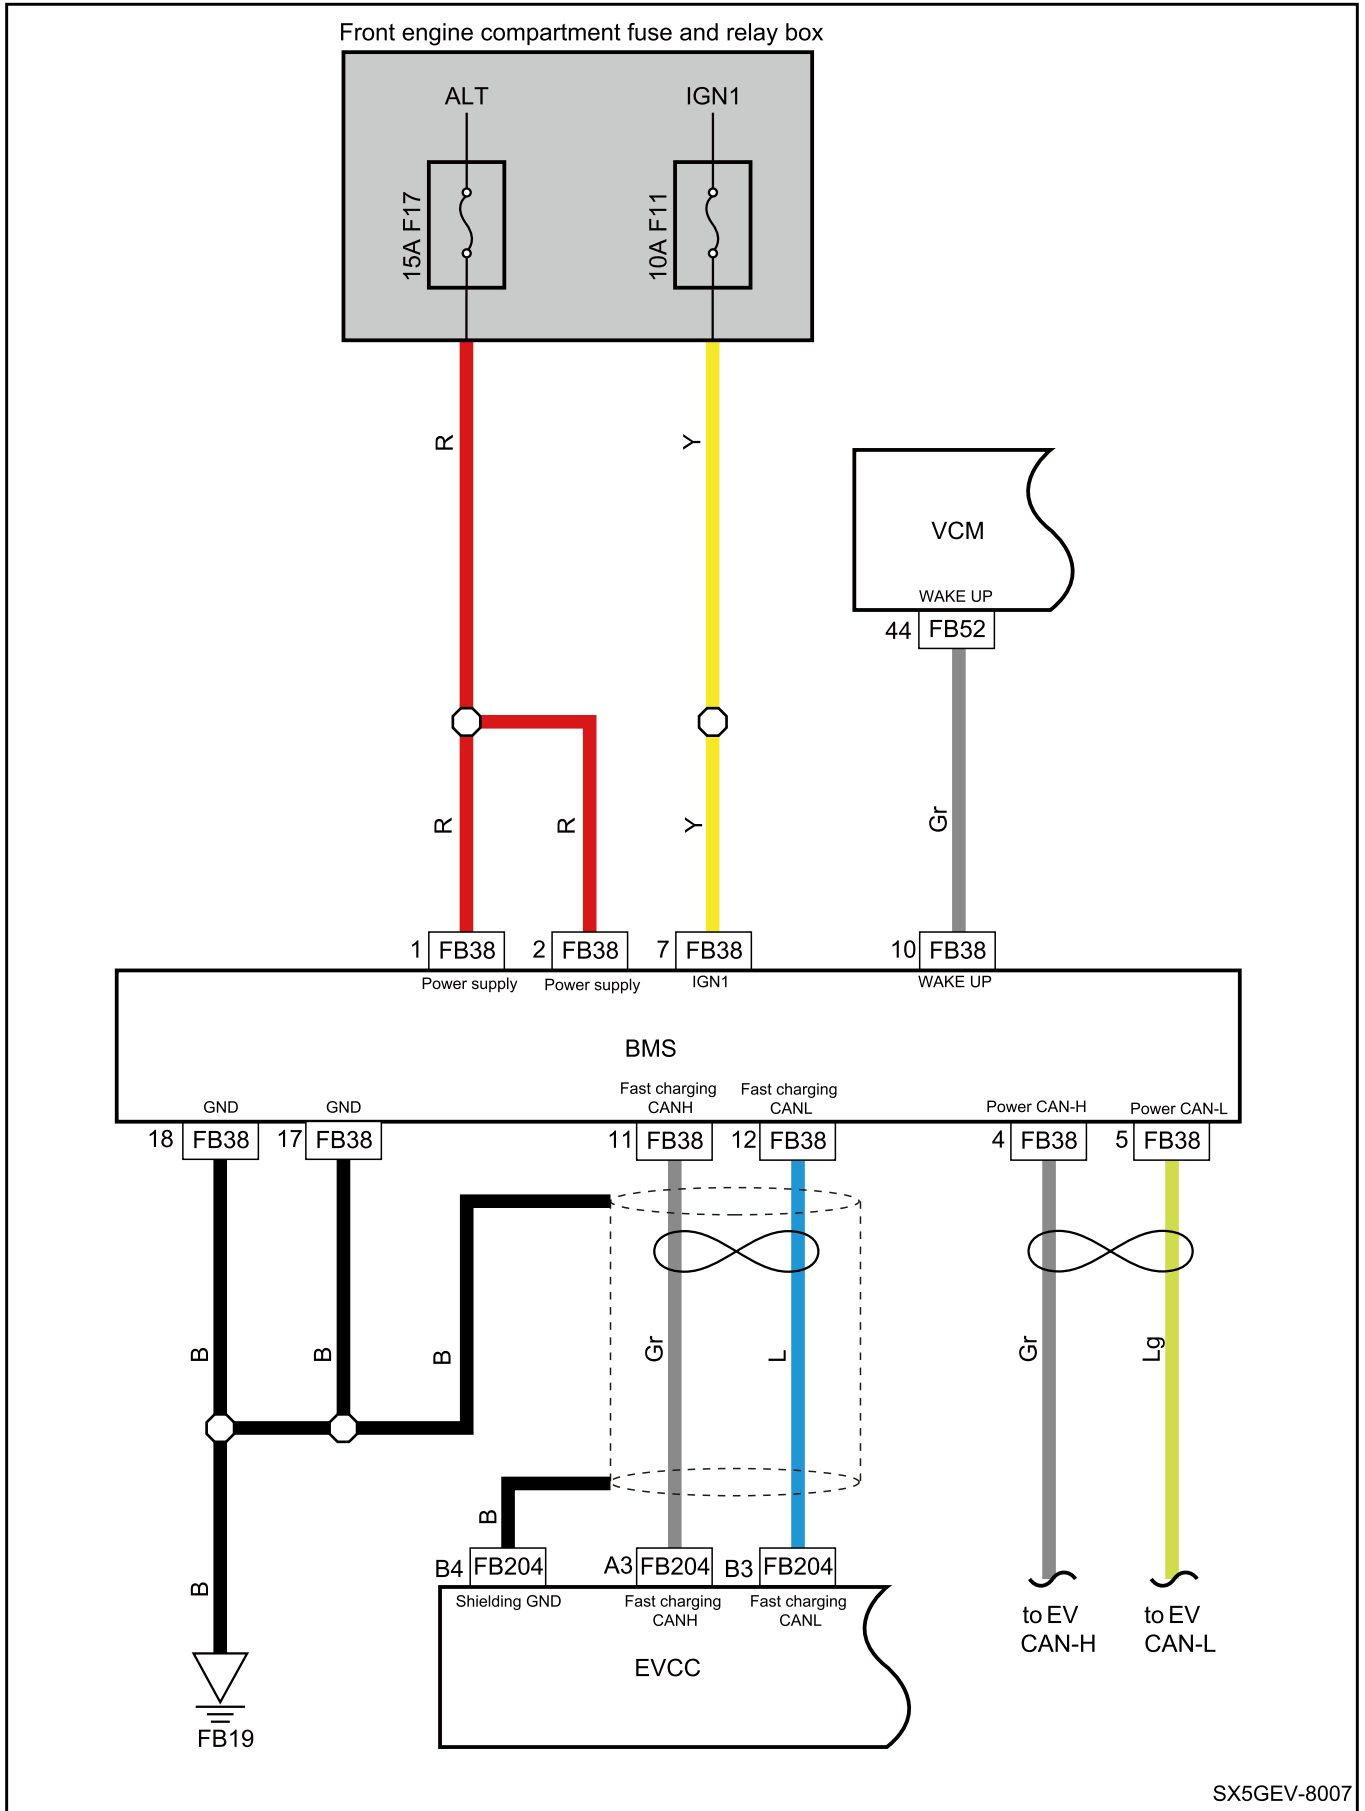 Front engine compartment fuse and relay box
ALT
IGN1
15A F17
10A F11
R
Y
VCM
WAKE UP
44
FB52
R
R
Y
Gr
1
FB38
2
FB38
7
FB38
10
FB38
Power supply
Power supply
IGN1
WAKE UP
BMS
GND
GND
Fast charging
CANH
Fast charging
CANL
Power CAN-H
Power CAN-L
18
FB38
17
FB38
11
FB38
12
FB38
4
FB38
5
FB38
B
B
B
Gr
L
Gr
Lg
B
B
B4
FB204
A3
FB204
B3
FB204
Shielding GND
Fast charging
CANH
Fast charging
CANL
EVCC
to EV
CAN-H
to EV
CAN-L
FB19
SX5GEV-8007